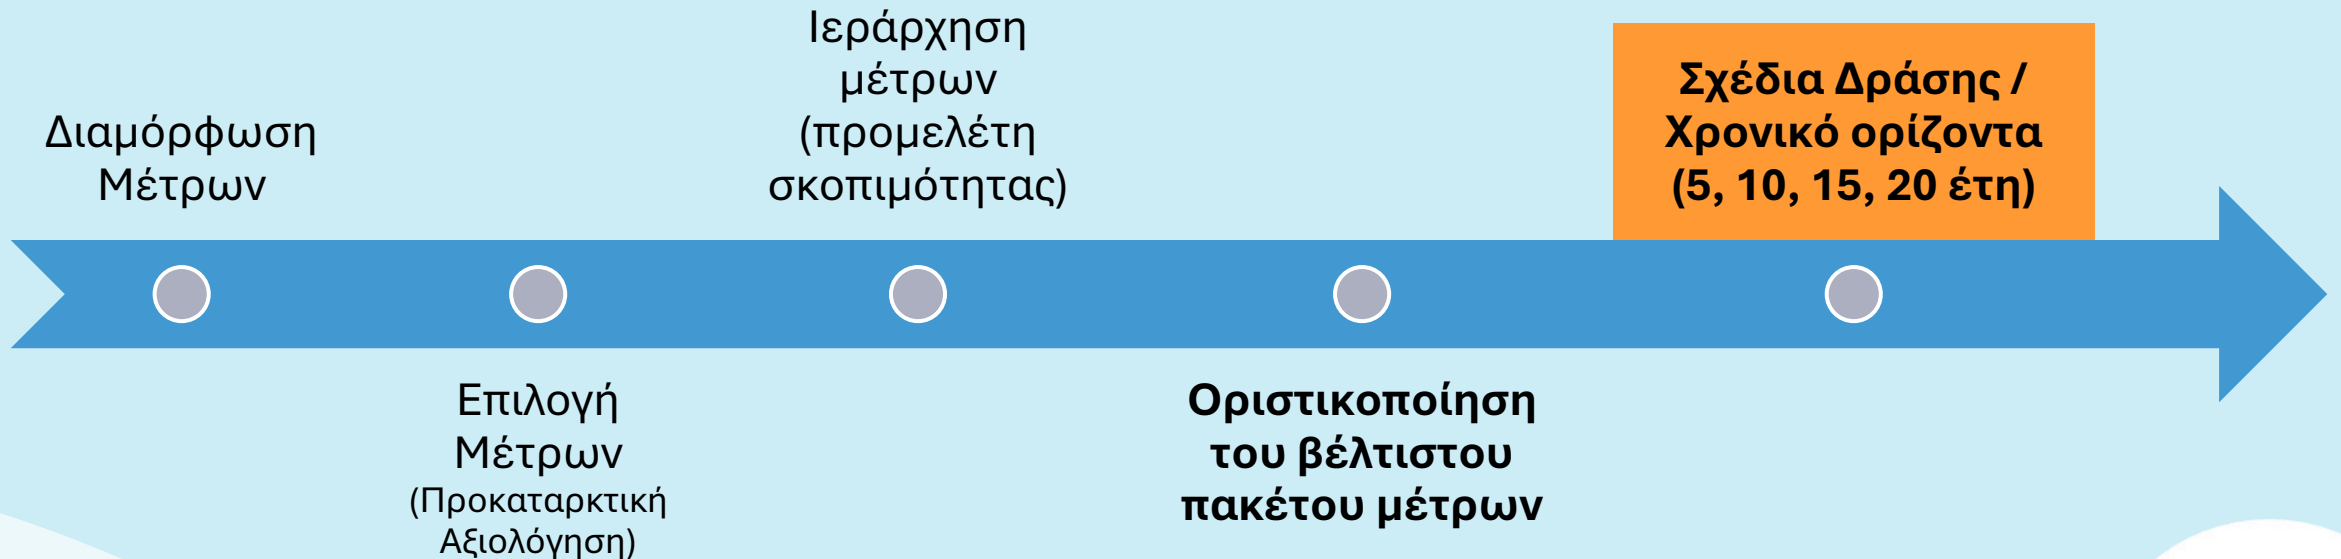 Διαμόρφωση
Μέτρων
Επιλογή
Μέτρων
(Προκαταρκτική
Αξιολόγηση)
Ιεράρχηση
μέτρων
(προμελέτη
σκοπιμότητας)
Οριστικοποίηση
του βέλτιστου
πακέτου μέτρων
Σχέδια Δράσης /
Χρονικό ορίζοντα
(5, 10, 15, 20 έτη)